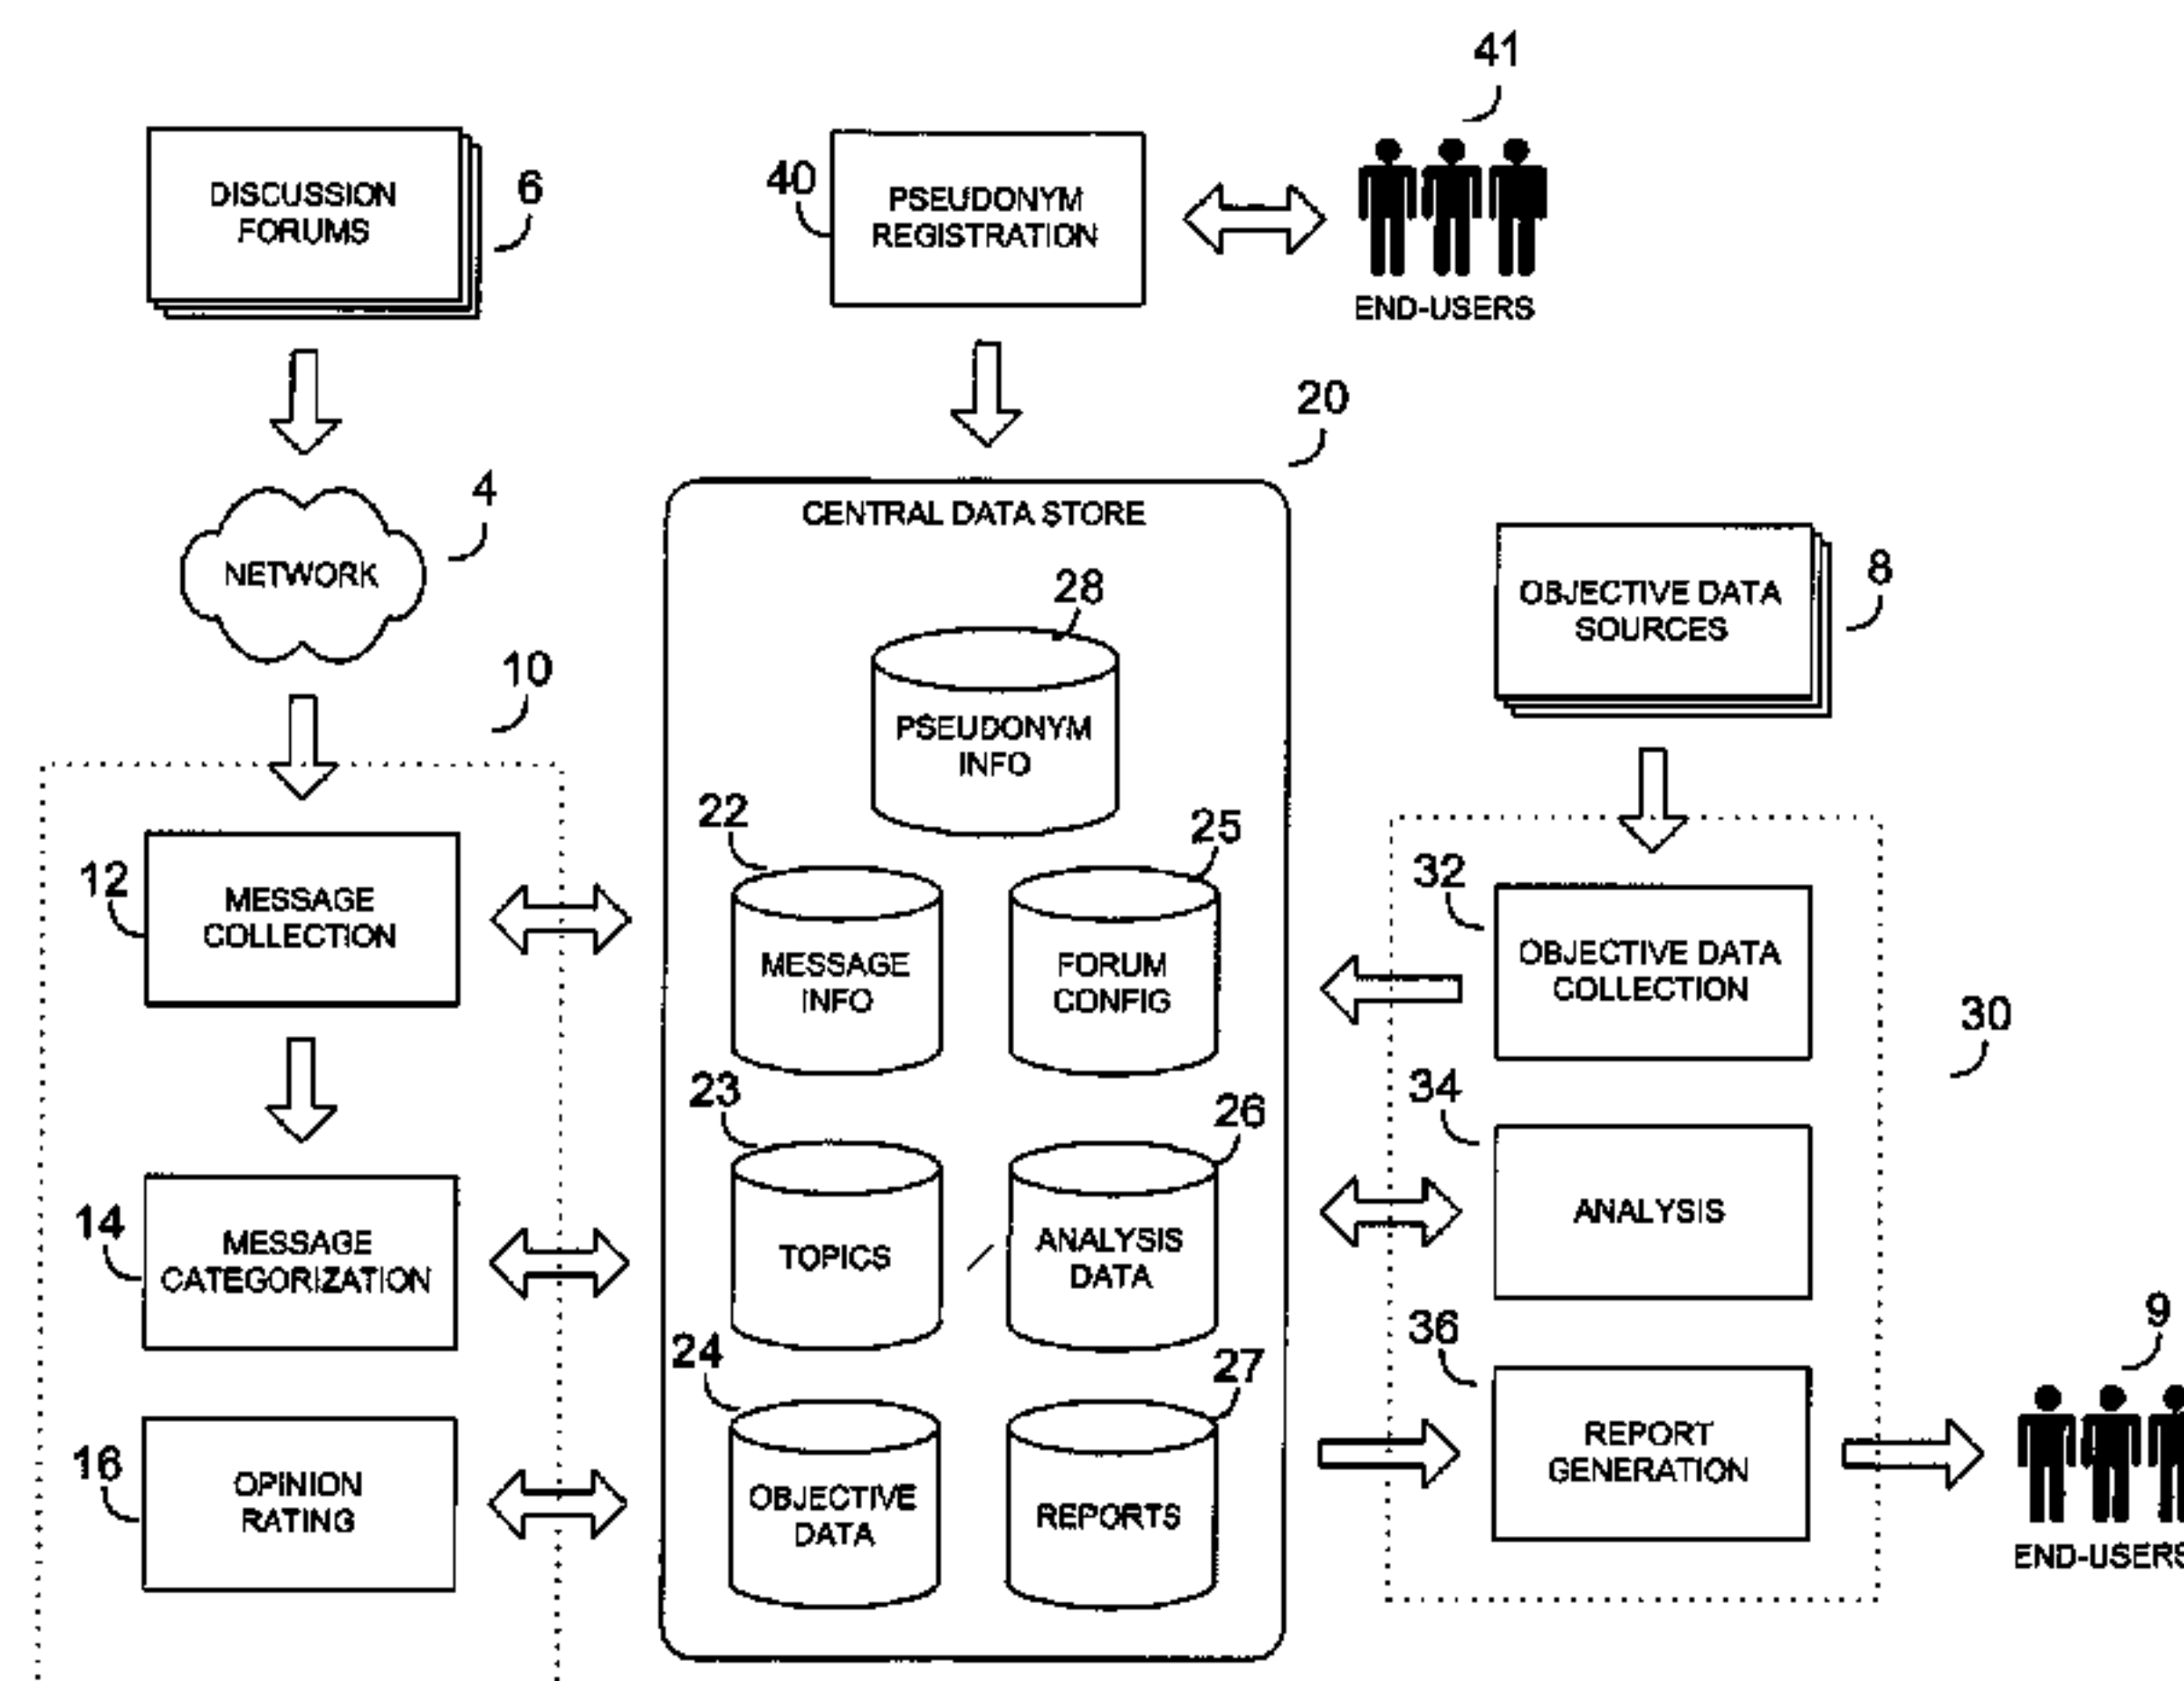 41
DISCUSSION
FORUMS
6
40
PSEUDONYM
REGISTRATION
END-USERS
20
4
NETWORK
CENTRAL DATA STORE
10
28
PSEUDONYM
INFO
OBJECTIVE DATA
SOURCES
8
12
MESSAGE
COLLECTION
22
MESSAGE
INFO
25
FORUM
CONFIG
32
OBJECTIVE DATA
COLLECTION
30
14
MESSAGE
CATEGORIZATION
23
TOPICS
26
ANALYSIS
DATA
34
ANALYSIS
16
OPINION
RATING
24
OBJECTIVE
DATA
27
REPORTS
36
REPORT
GENERATION
9
END-USERS